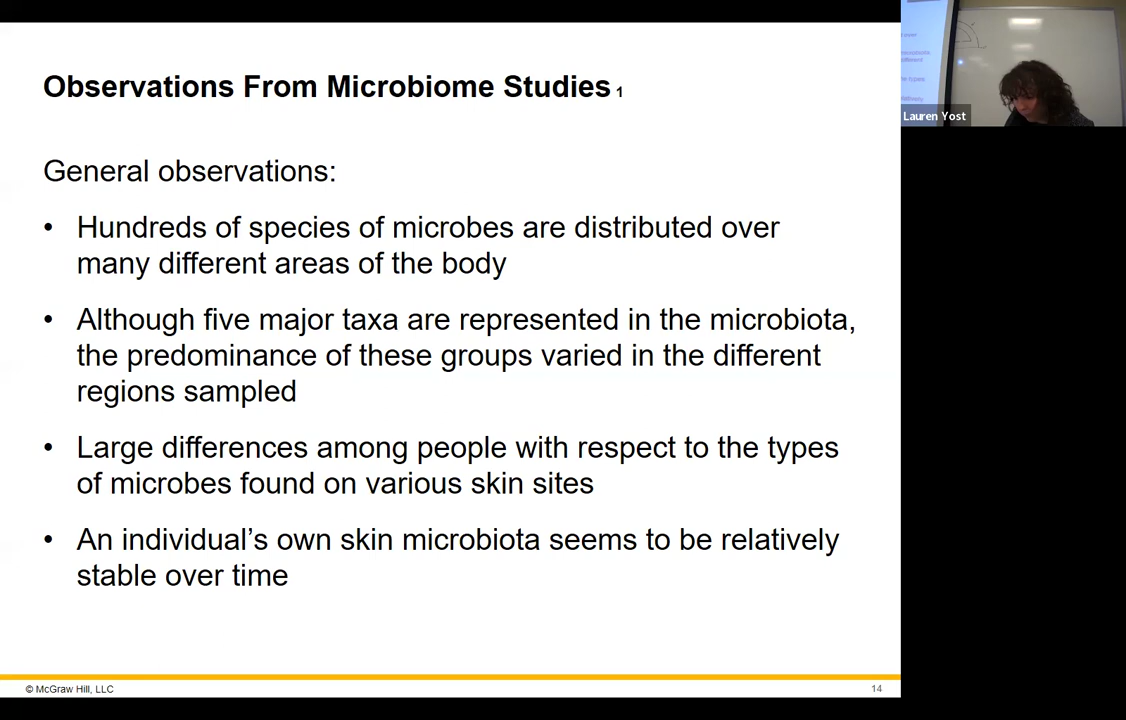 Observations From Microbiome Studies 1
General observations:
• Hundreds of species of microbes are distributed over
many different areas of the body
• Although five major taxa are represented in the microbiota,
the predominance of these groups varied in the different
regions sampled
• Large differences among people with respect to the types
of microbes found on various skin sites
• An individual’s own skin microbiota seems to be relatively
stable over time
© McGraw Hill, LLC
14
Lauren Yost